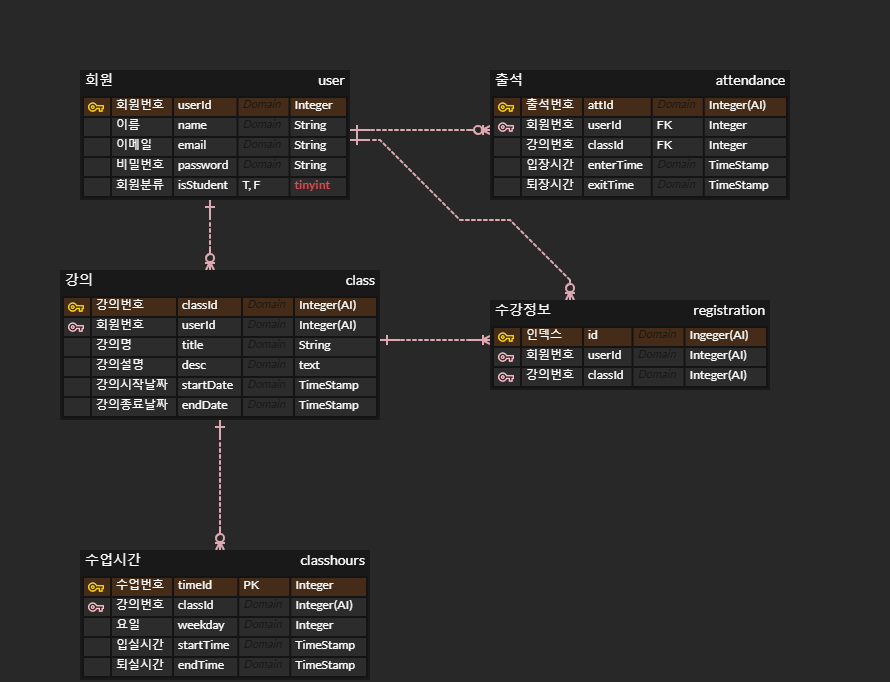 회원 user
회원번호 userId Domain Integer
이름 name Domain String
이메일 email Domain String
비밀번호 password Domain String
회원분류 isStudent T, F tinyint
출석 attendance
출석번호 attId Domain Integer(AI)
회원번호 userId FK Integer
강의번호 classId FK Integer
입장시간 enterTime Domain TimeStamp
퇴장시간 exitTime Domain TimeStamp
강의 class
강의번호 classId Domain Integer(AI)
회원번호 userId Domain Integer(AI)
강의명 title Domain String
강의설명 desc Domain text
강의시작날짜 startDate Domain TimeStamp
강의종료날짜 endDate Domain TimeStamp
수강정보 registration
인덱스 id Domain Ingeger(AI)
회원번호 userId Domain Integer(AI)
강의번호 classId Domain Integer(AI)
수업시간 classhours
수업번호 timeId PK Integer
강의번호 classId Domain Integer(AI)
요일 weekday Domain Integer
입실시간 startTime Domain TimeStamp
퇴실시간 endTime Domain TimeStamp